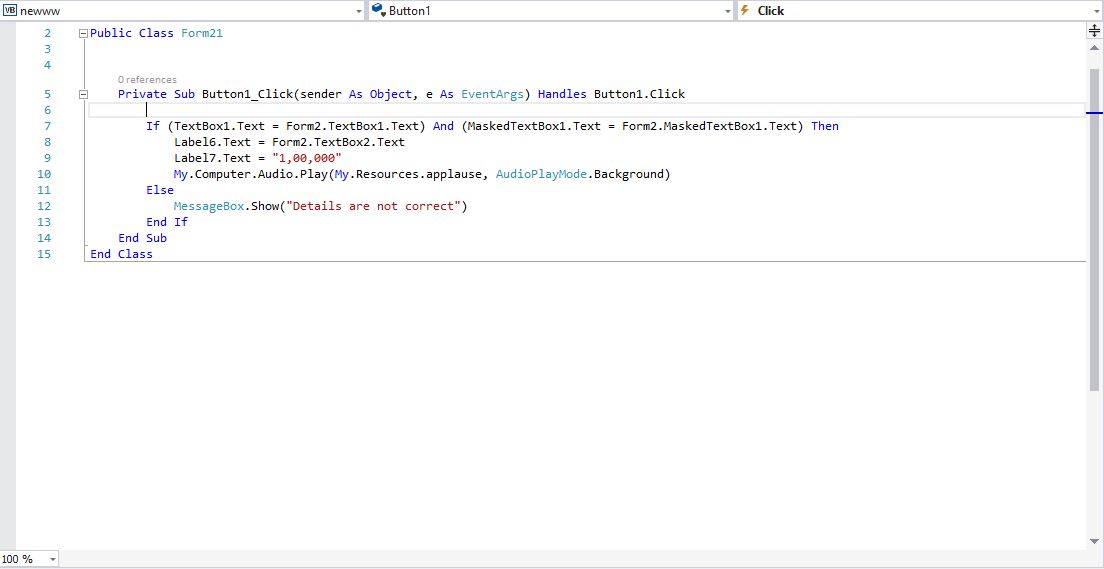 VB newww Button1 Click
2 Public Class Form21
3
4
0 references
5 Private Sub Button1_Click(sender As Object, e As EventArgs) Handles Button1.Click
6
7 If (TextBox1.Text = Form2.TextBox1.Text) And (MaskedTextBox1.Text = Form2.MaskedTextBox1.Text) Then
8 Label6.Text = Form2.TextBox2.Text
9 Label7.Text = "1,00,000"
10 My.Computer.Audio.Play(My.Resources.applause, AudioPlayMode.Background)
11 Else
12 MessageBox.Show("Details are not correct")
13 End If
14 End Sub
15 End Class
100 %